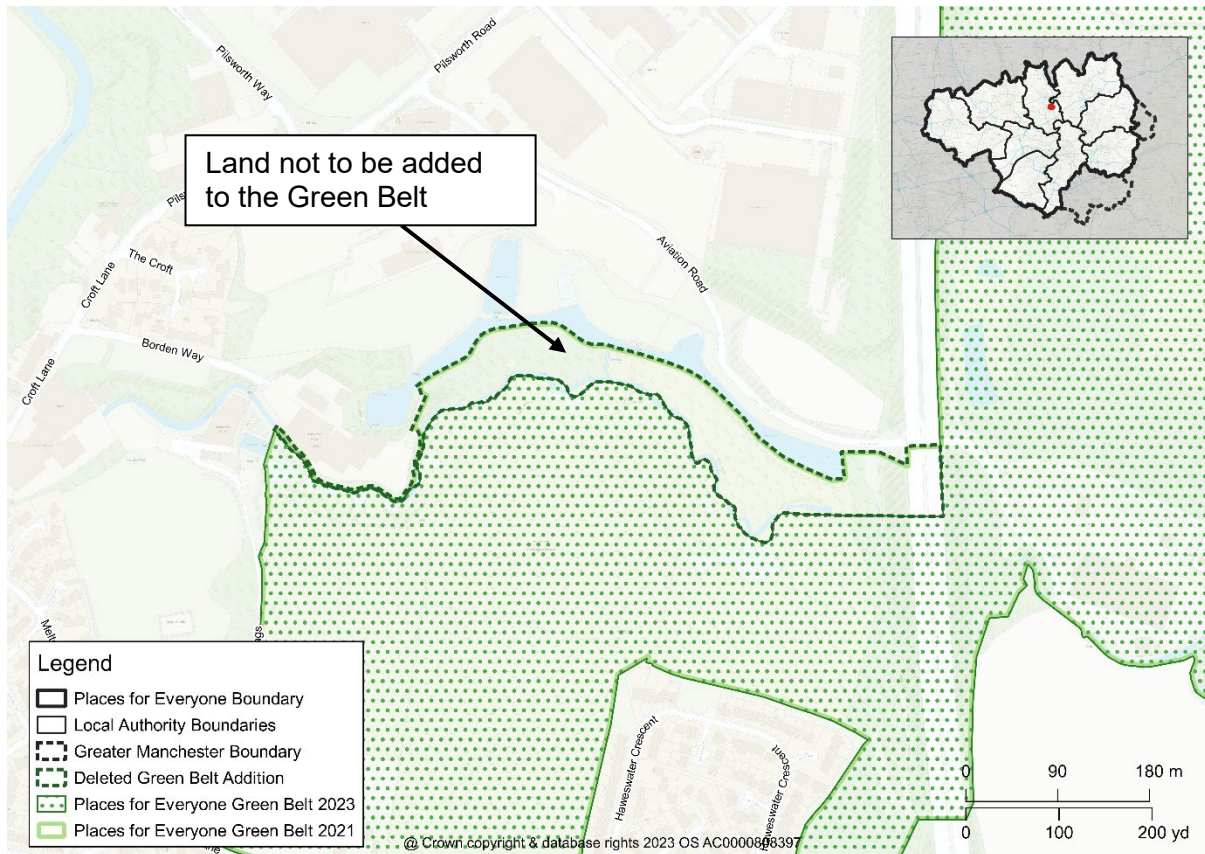 Pilsworth Road
Pilsworth Way
Land not to be added
to the Green Belt
The Croft
Croft Lane
Aviation Road
Borden Way
Croft Lane
Legend
Places for Everyone Boundary
Local Authority Boundaries
Greater Manchester Boundary
Deleted Green Belt Addition
Places for Everyone Green Belt 2023
Places for Everyone Green Belt 2021
Haweswater Crescent
Haweswater Crescent
0 90 180 m
0 100 200 yd
@ Crown copyright & database rights 2023 OS AC0000808397